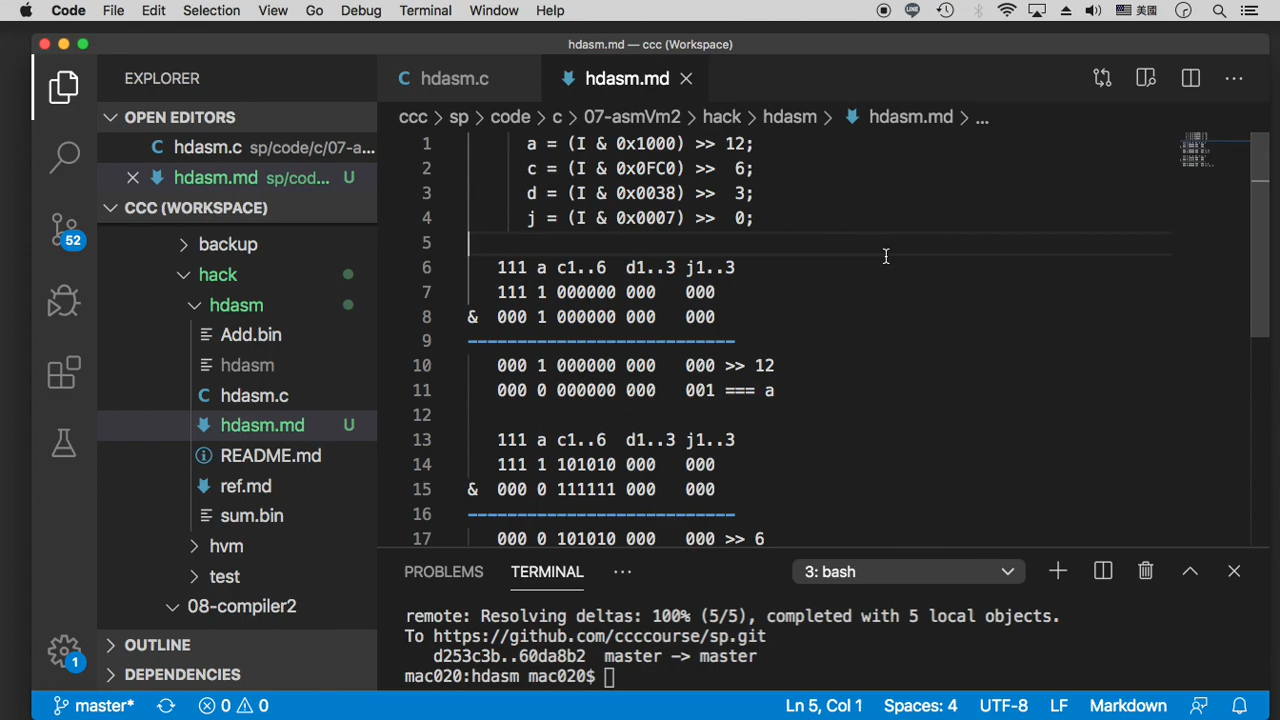 Code File Edit Selection View Go Debug Terminal Window Help 美國
hdasm.md — ccc (Workspace)
EXPLORER
OPEN EDITORS
C hdasm.c sp/code/c/07-a...
hdasm.md sp/cod... U
CCC (WORKSPACE)
backup
hack
hdasm
Add.bin
hdasm
C hdasm.c
hdasm.md U
README.md
ref.md
sum.bin
hvm
test
08-compiler2
OUTLINE
DEPENDENCIES
52
1
C hdasm.c hdasm.md
ccc > sp > code > c > 07-asmVm2 > hack > hdasm > hdasm.md > ...
1 a = (I & 0x1000) >> 12;
2 c = (I & 0x0FC0) >>  6;
3 d = (I & 0x0038) >>  3;
4 j = (I & 0x0007) >>  0;
5
6 111 a c1..6  d1..3 j1..3
7 111 1 000000 000   000
8 & 000 1 000000 000   000
9 ---------------------------
10 000 1 000000 000   000 >> 12
11 000 0 000000 000   001 === a
12
13 111 a c1..6  d1..3 j1..3
14 111 1 101010 000   000
15 & 000 0 111111 000   000
16 ---------------------------
17 000 0 101010 000   000 >> 6
PROBLEMS TERMINAL ... 3: bash
remote: Resolving deltas: 100% (5/5), completed with 5 local objects.
To https://github.com/ccccourse/sp.git
d253c3b..60da8b2  master -> master
mac020:hdasm mac020$
master* 0 0 Ln 5, Col 1 Spaces: 4 UTF-8 LF Markdown